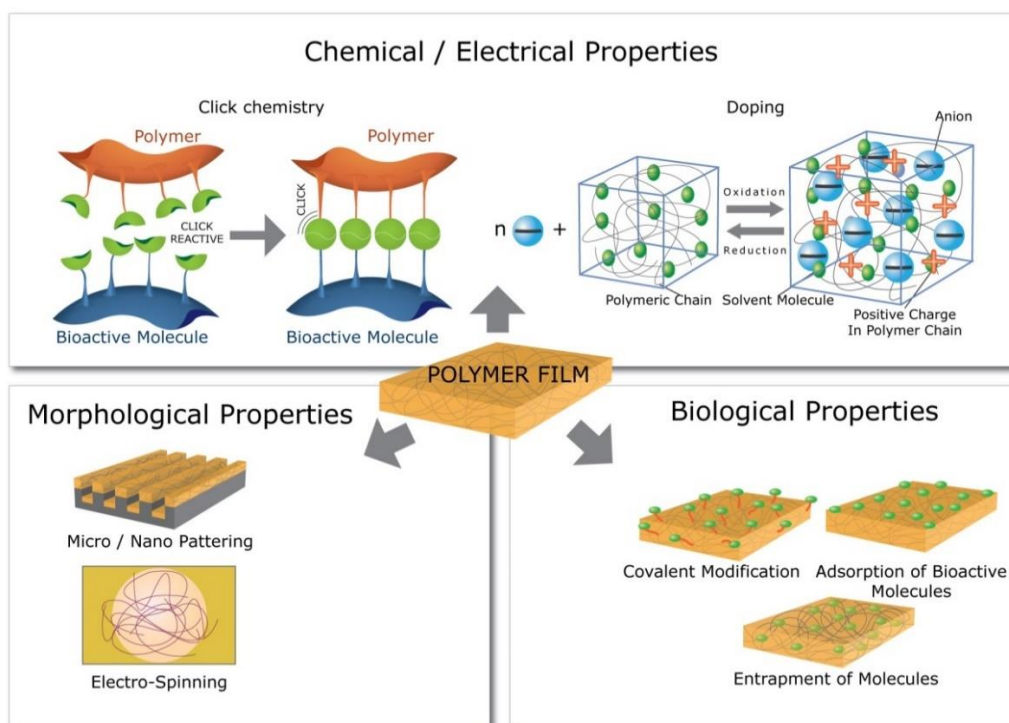 Chemical / Electrical Properties
Click chemistry
Polymer
CLICK
REACTIVE
Bioactive Molecule
Polymer
CLICK
Bioactive Molecule
Doping
n
+
Polymeric Chain
Oxidation
Reduction
Anion
Solvent Molecule
Positive Charge
In Polymer Chain
POLYMER FILM
Morphological Properties
Micro / Nano Pattering
Electro-Spinning
Biological Properties
Covalent Modification
Adsorption of Bioactive
Molecules
Entrapment of Molecules